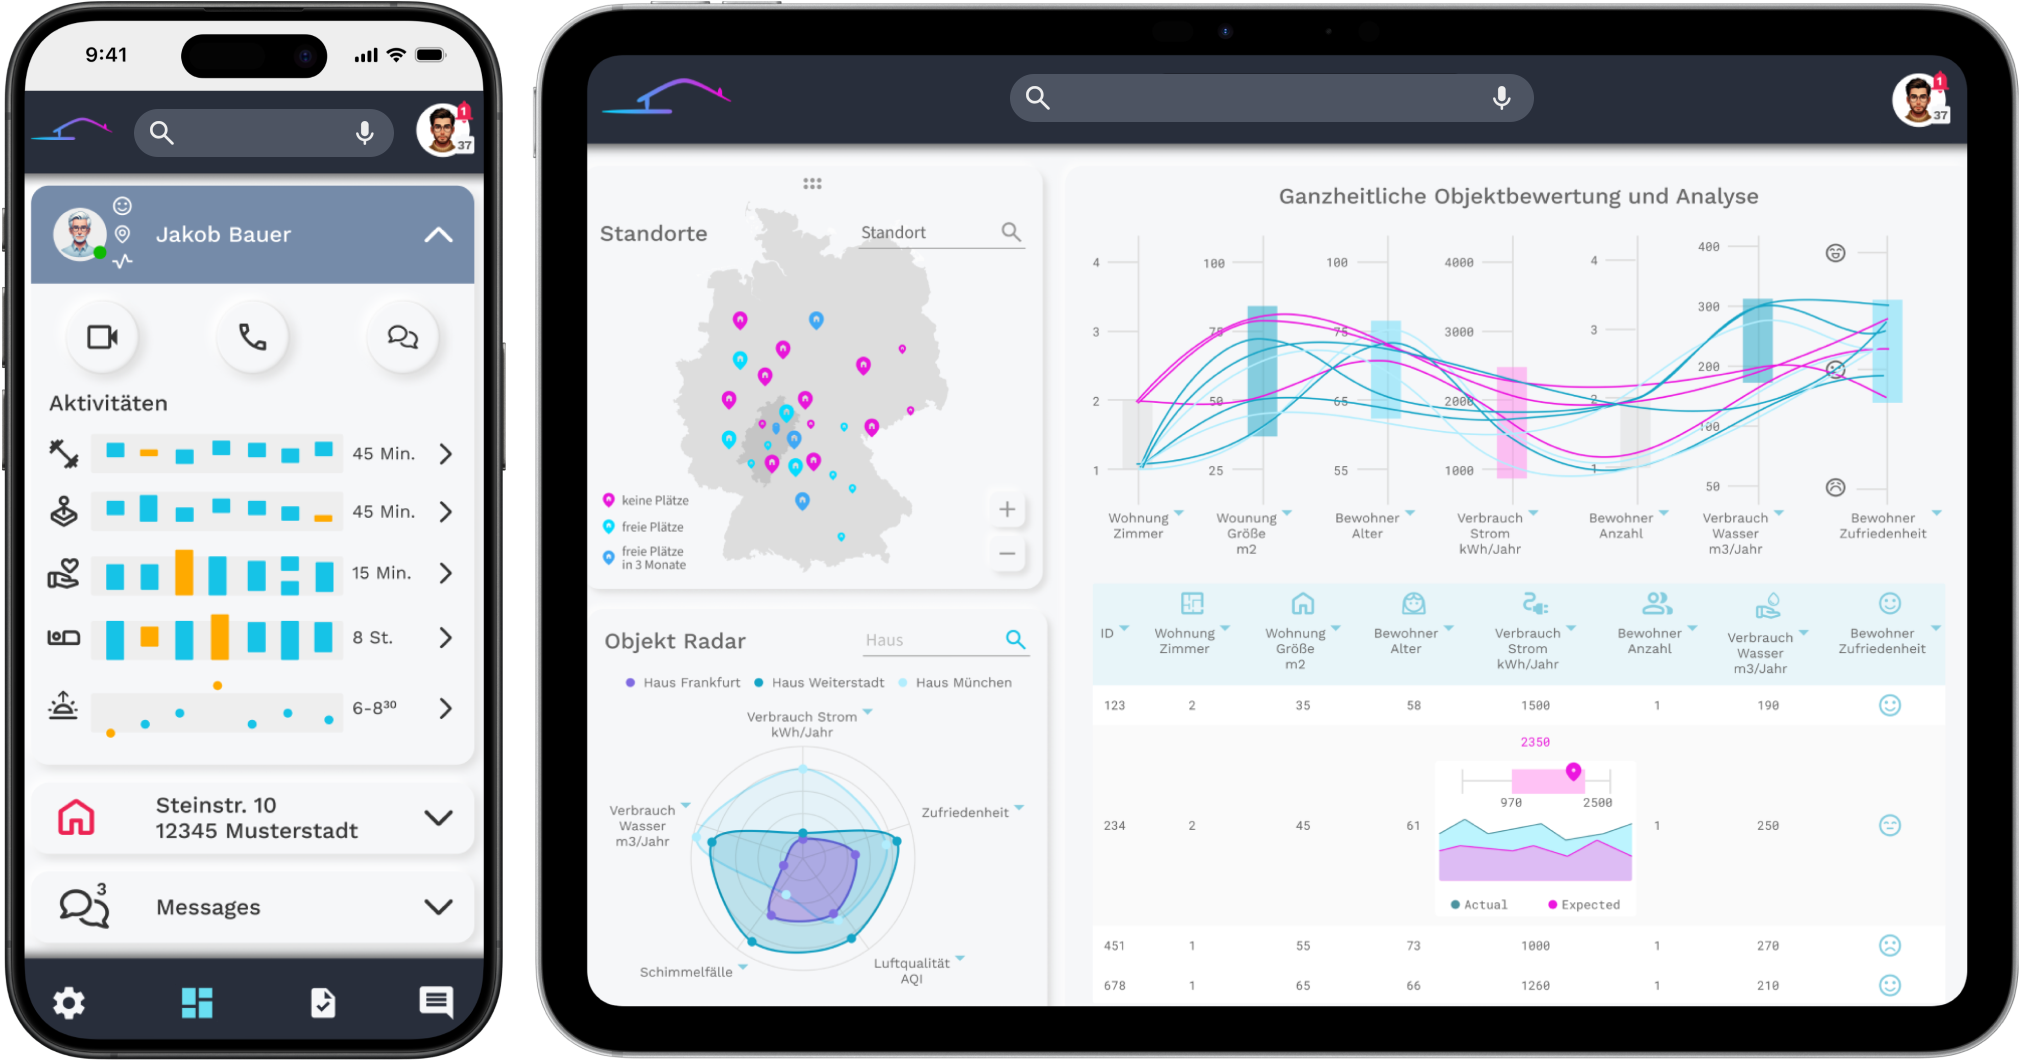 9:41
1
37
Jakob Bauer
Aktivitäten
45 Min.
45 Min.
15 Min.
8 St.
6-8³⁰
Steinstr. 10
12345 Musterstadt
3
Messages
1
37
Standorte
Standort
keine Plätze
freie Plätze
freie Plätze
in 3 Monate
Objekt Radar
Haus
Haus Frankfurt
Haus Weiterstadt
Haus München
Verbrauch Strom
kWh/Jahr
Zufriedenheit
Verbrauch
Wasser
m3/Jahr
Schimmelfälle
Luftqualität
AQI
Ganzheitliche Objektbewertung und Analyse
4
3
2
1
100
75
50
25
100
75
65
55
4000
3000
2000
1000
4
3
2
1
400
300
200
100
50
Wohnung
Zimmer
Wounung
Größe
m2
Bewohner
Alter
Verbrauch
Strom
kWh/Jahr
Bewohner
Anzahl
Verbrauch
Wasser
m3/Jahr
Bewohner
Zufriedenheit
ID
Wohnung
Zimmer
Wohnung
Größe
m2
Bewohner
Alter
Verbrauch
Strom
kWh/Jahr
Bewohner
Anzahl
Verbrauch
Wasser
m3/Jahr
Bewohner
Zufriedenheit
123 2 35 58 1500 1 190
2350
970 2500
234 2 45 61 1 250
Actual Expected
451 1 55 73 1000 1 270
678 1 65 66 1260 1 210